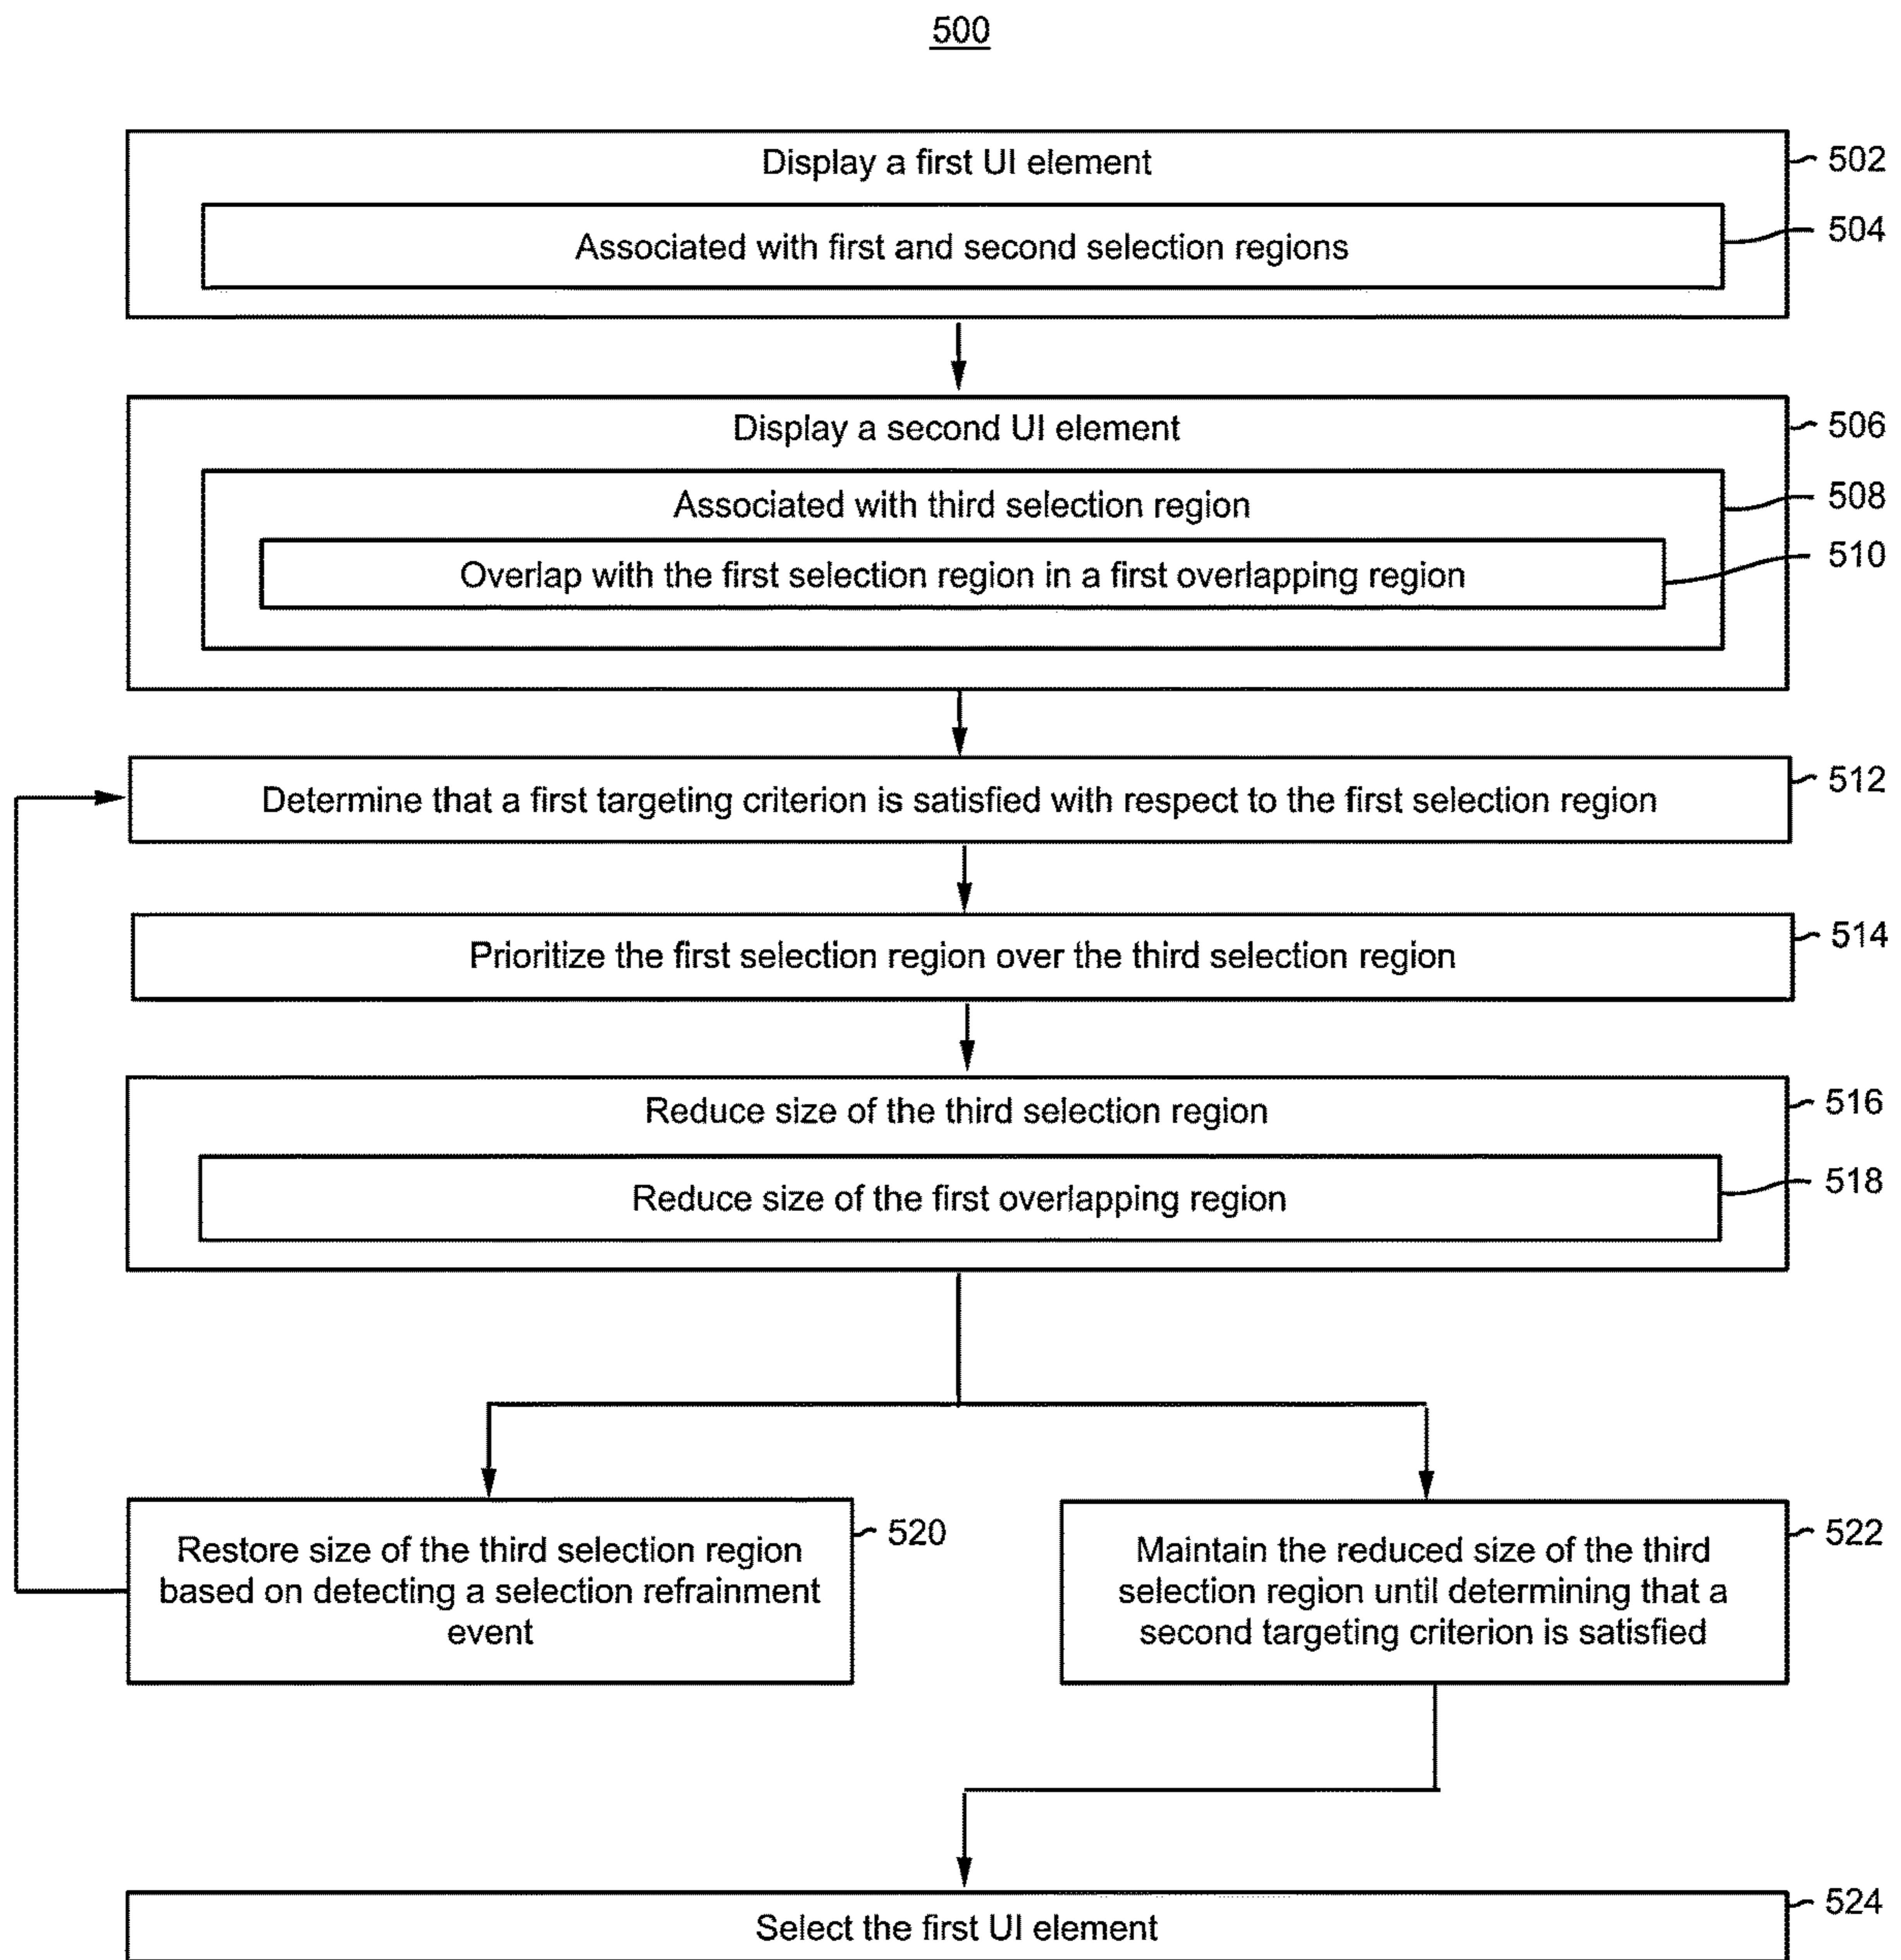 500
Display a first UI element
502
Associated with first and second selection regions
504
Display a second UI element
506
Associated with third selection region
508
Overlap with the first selection region in a first overlapping region
510
Determine that a first targeting criterion is satisfied with respect to the first selection region
512
Prioritize the first selection region over the third selection region
514
Reduce size of the third selection region
516
Reduce size of the first overlapping region
518
Restore size of the third selection region
based on detecting a selection refrainment
event
520
Maintain the reduced size of the third
selection region until determining that a
second targeting criterion is satisfied
522
Select the first UI element
524